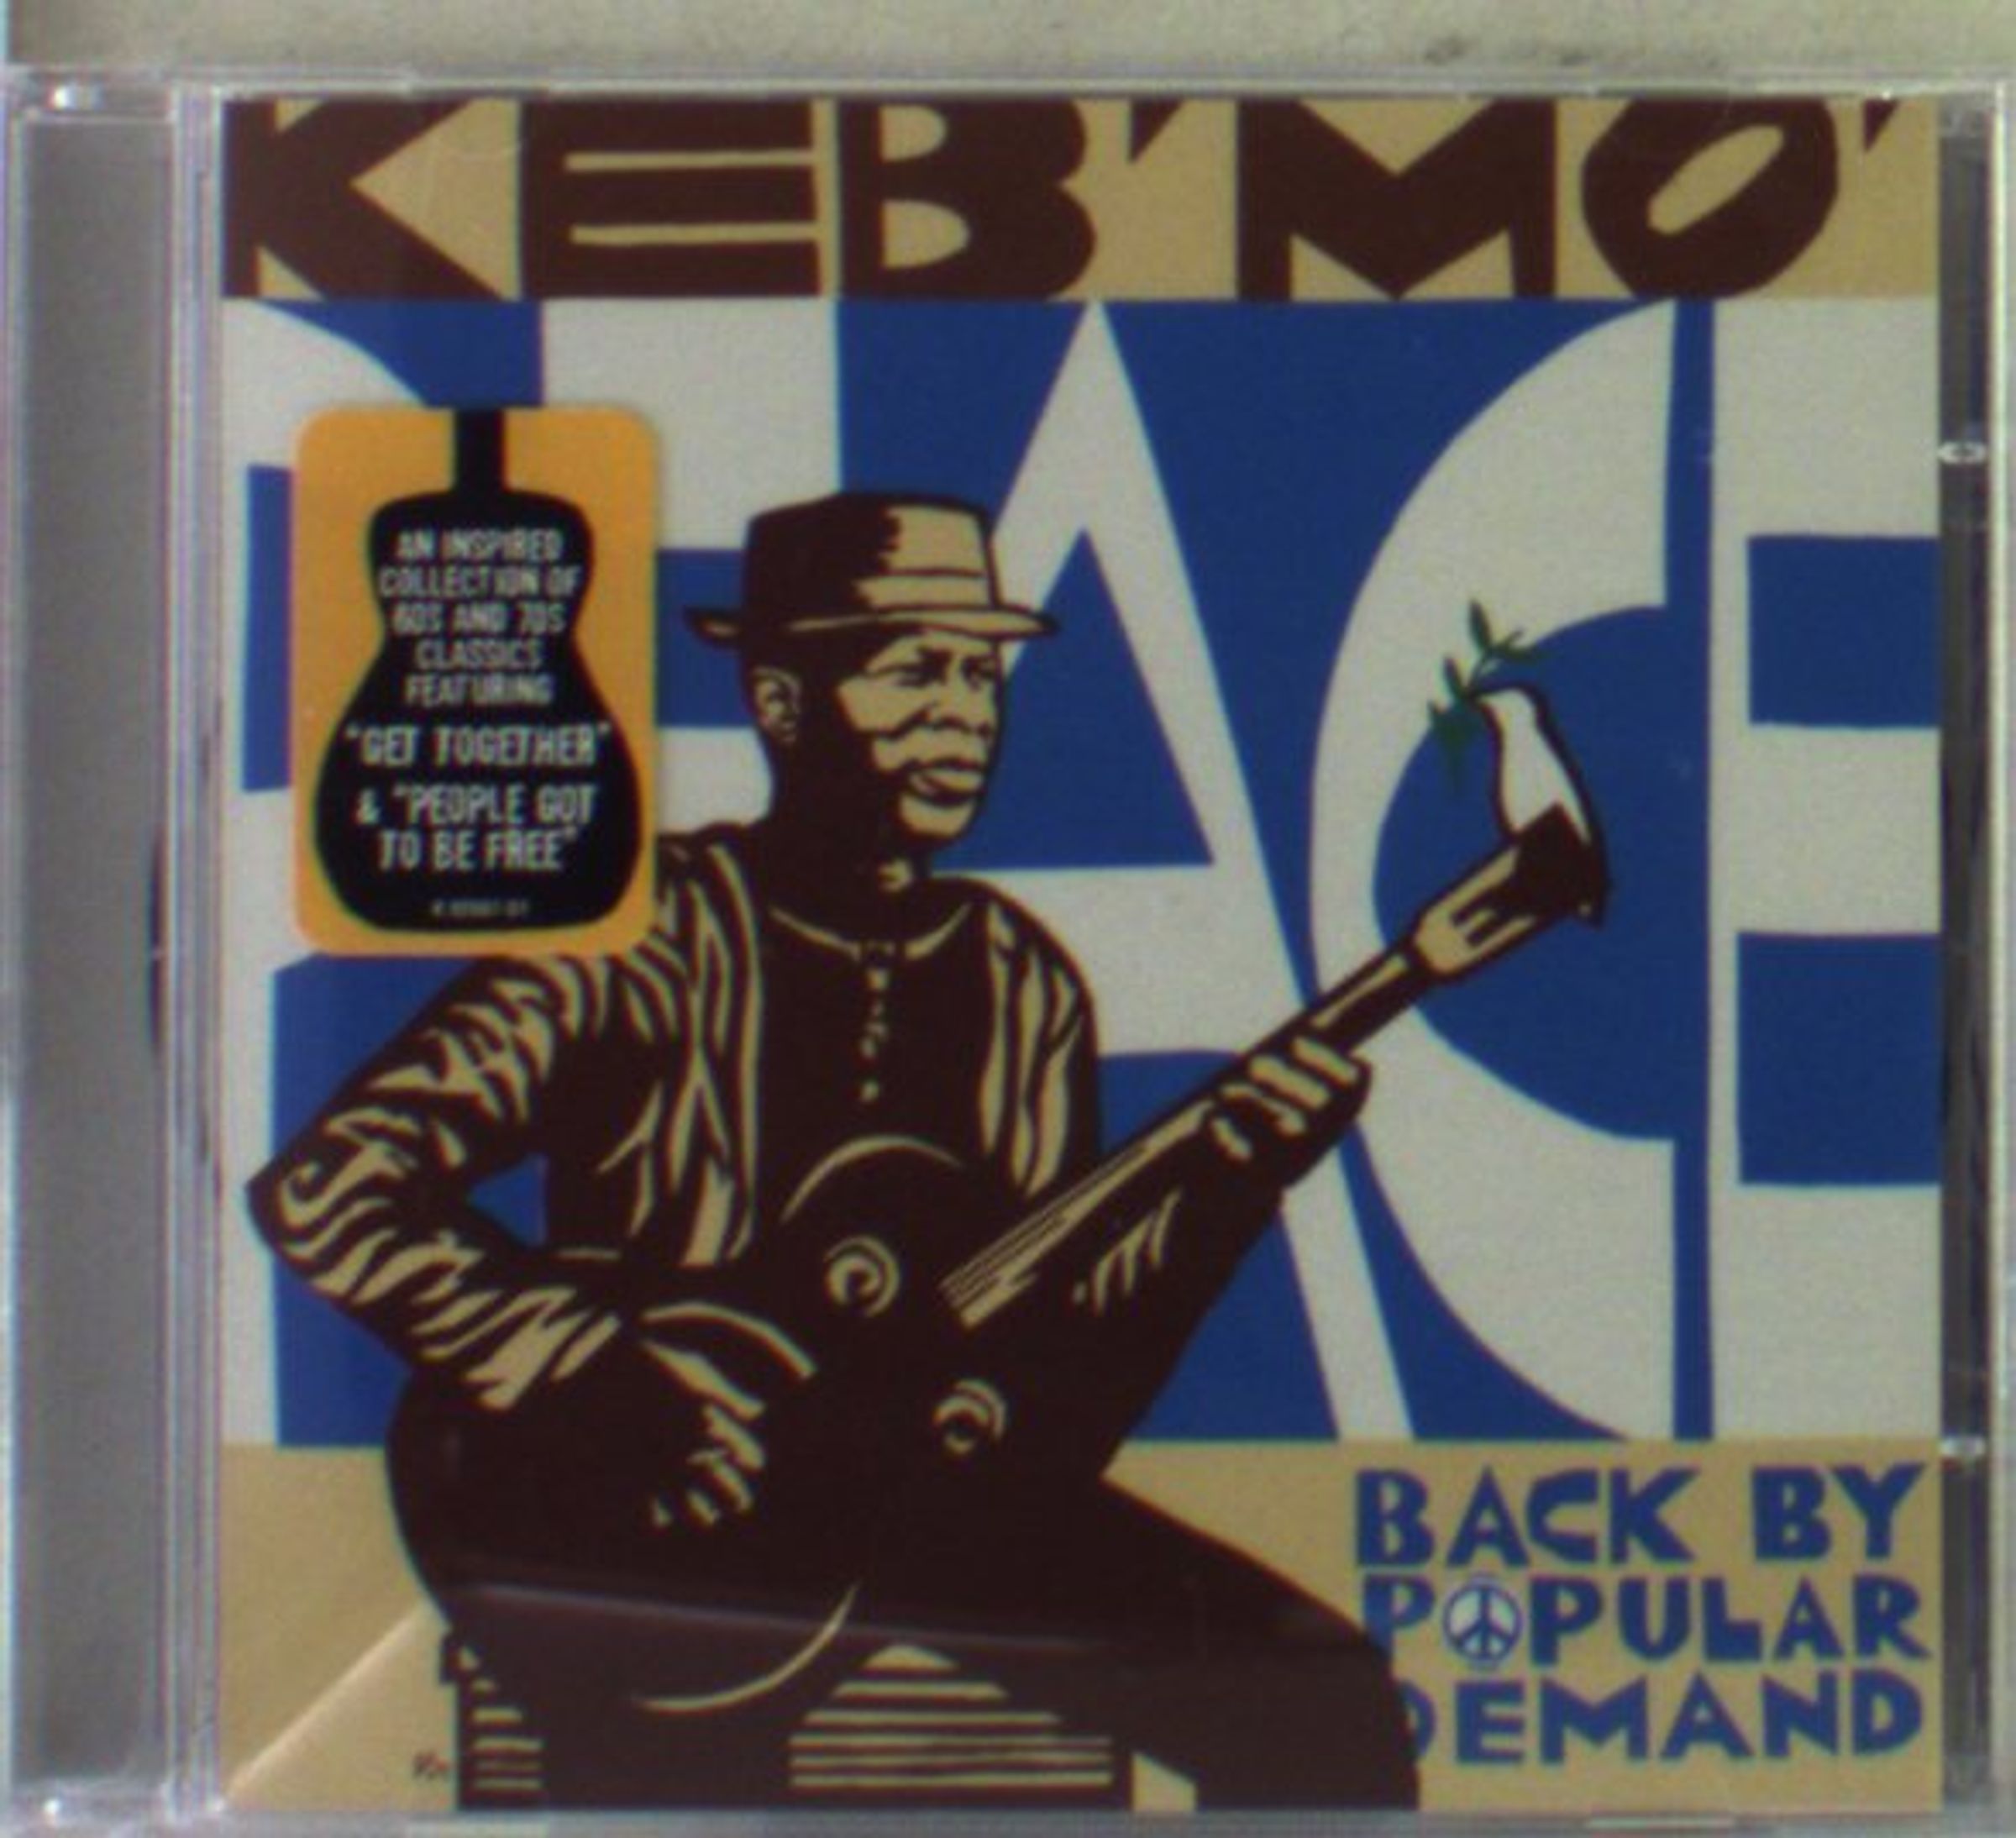 KEB'MO'
PEACE
AN INSPIRED
COLLECTION OF
60S AND 70S
CLASSICS
FEATURING
"GET TOGETHER"
& "PEOPLE GOT
TO BE FREE"
BACK BY
POPULAR
DEMAND